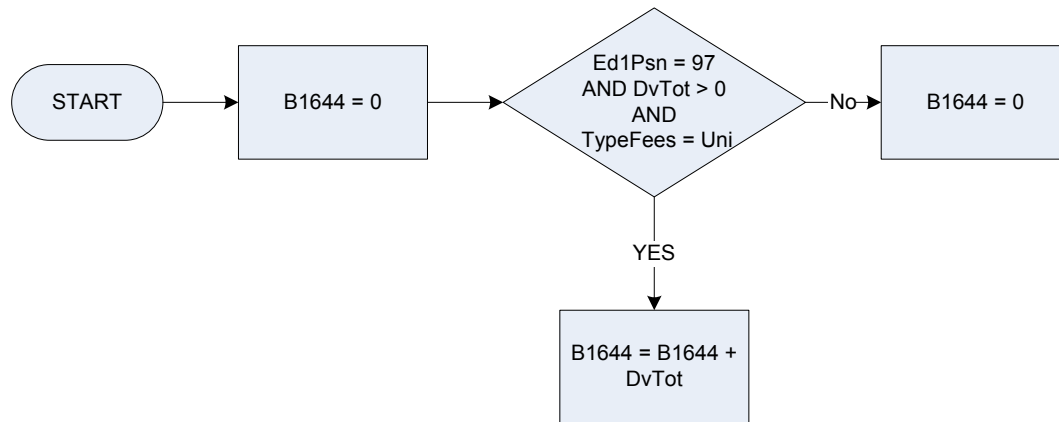 START
B1644 = 0
Ed1Psn = 97
AND DvTot > 0
AND
TypeFees = Uni
No
B1644 = 0
YES
B1644 = B1644 +
DvTot